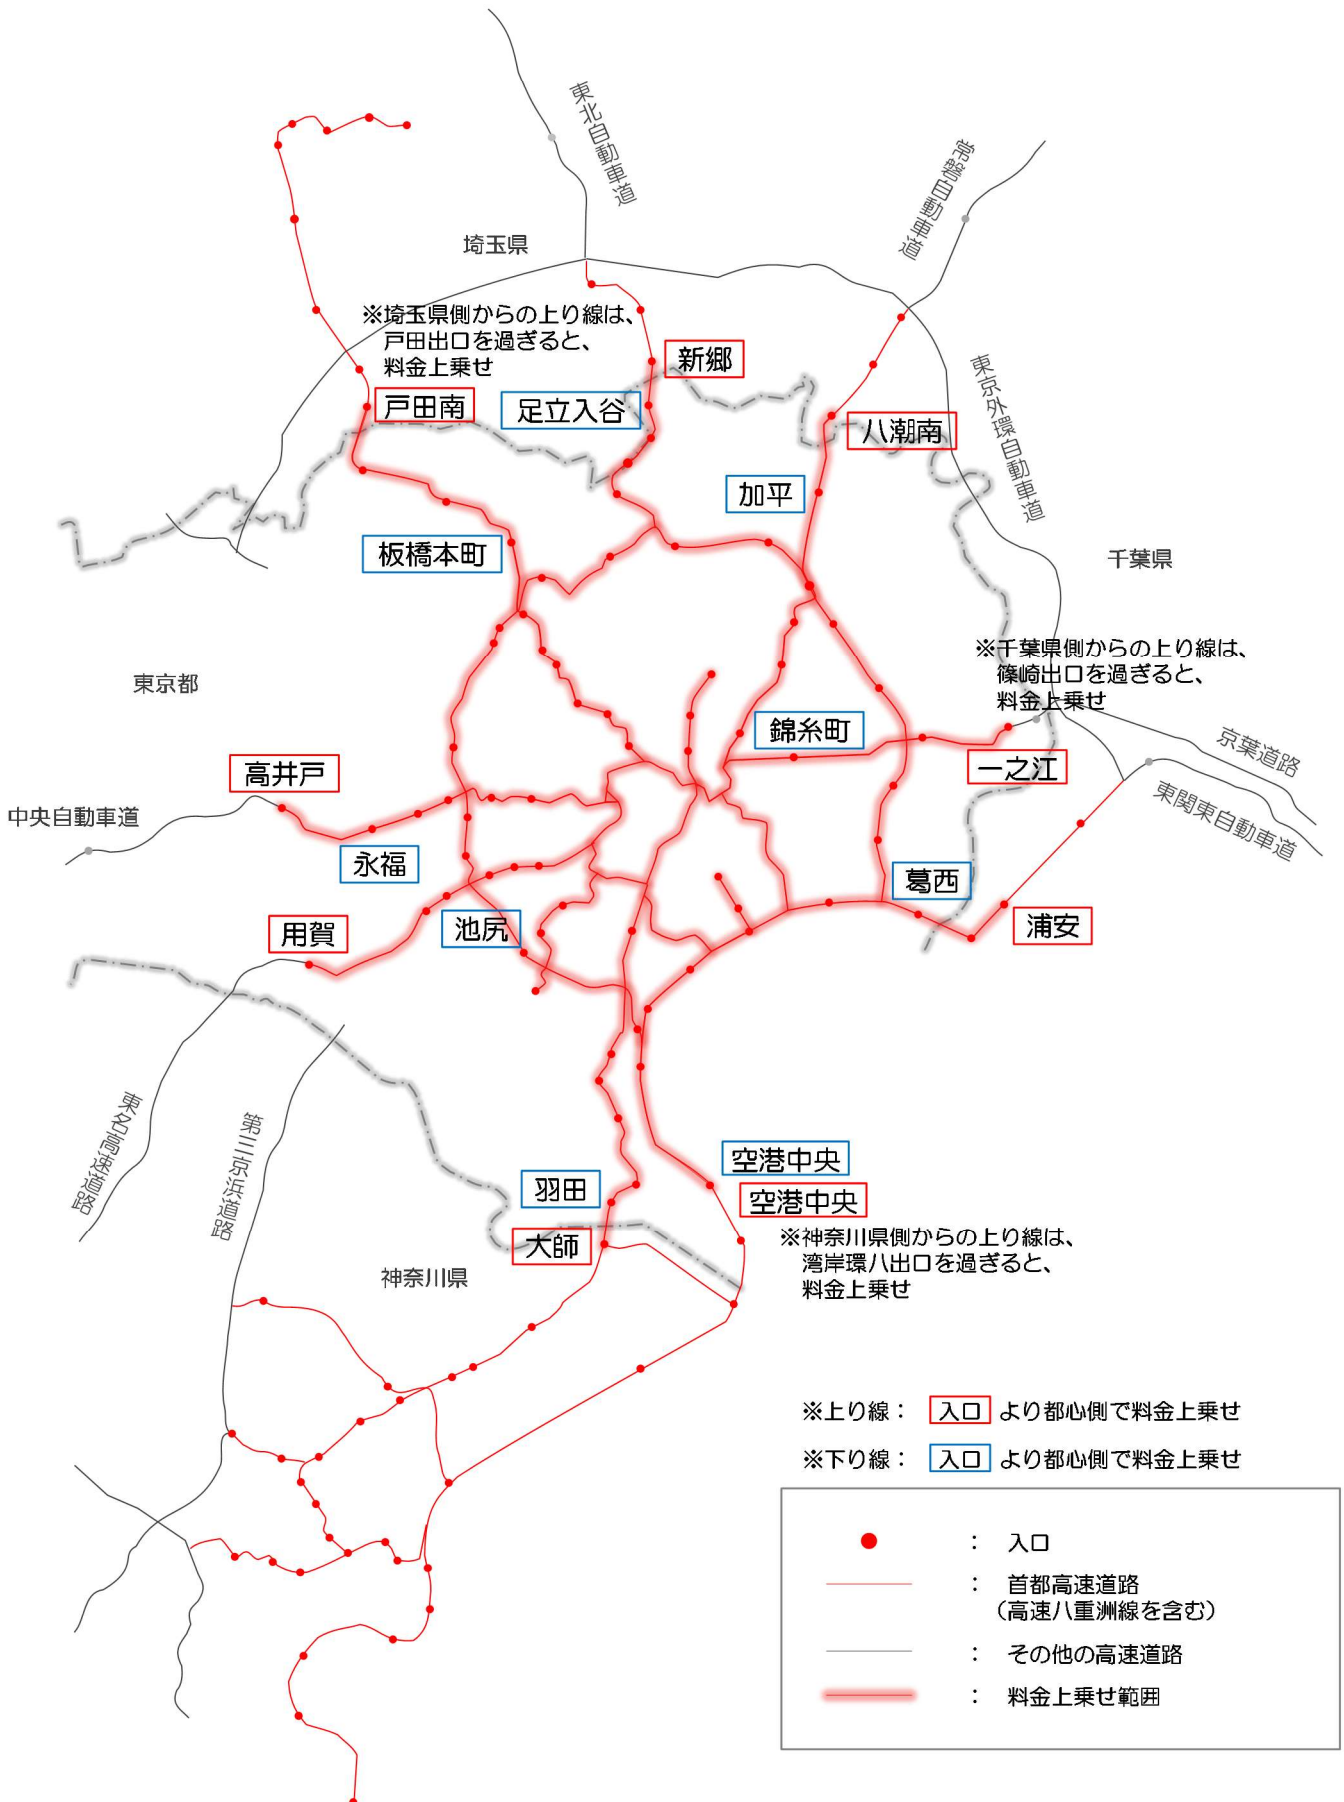 東北自動車道
常磐自動車道
埼玉県
※埼玉県側からの上り線は、
戸田出口を過ぎると、
料金上乗せ
新郷
戸田南
足立入谷
八潮南
東京外環自動車道
加平
板橋本町
千葉県
※千葉県側からの上り線は、
篠崎出口を過ぎると、
料金上乗せ
東京都
錦糸町
京葉道路
高井戸
一之江
東関東自動車道
中央自動車道
永福
葛西
用賀
池尻
浦安
東名高速道路
第三京浜道路
空港中央
羽田
空港中央
大師
※神奈川県側からの上り線は、
湾岸環八出口を過ぎると、
料金上乗せ
神奈川県
※上り線： 入口 より都心側で料金上乗せ
※下り線： 入口 より都心側で料金上乗せ
： 入口
： 首都高速道路
（高速八重洲線を含む）
： その他の高速道路
： 料金上乗せ範囲